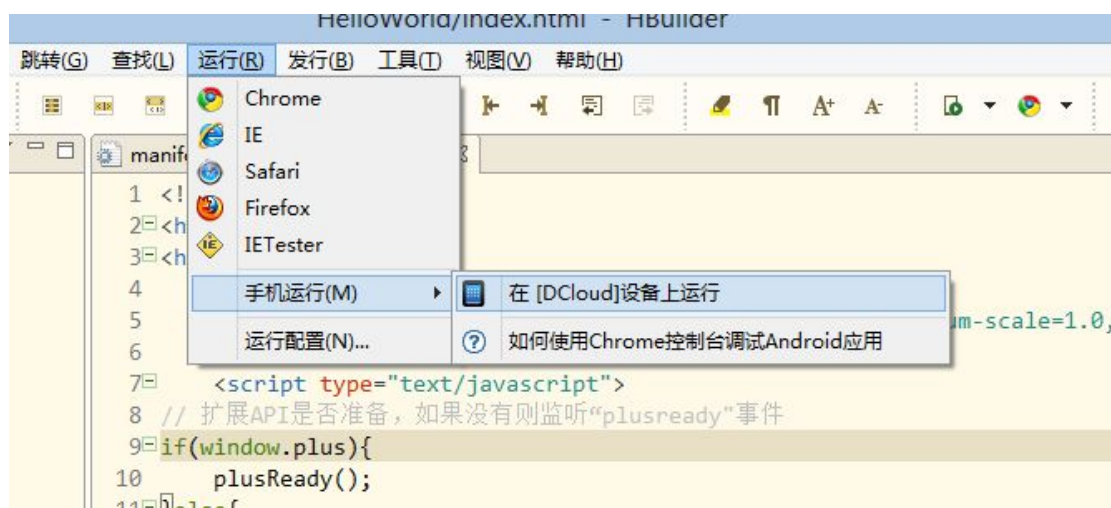 HelloWorld/index.html - HBuilder
跳转(G) 查找(L) 运行(R) 发行(B) 工具(T) 视图(V) 帮助(H)
Chrome
IE
Safari
Firefox
IETester
手机运行(M)
运行配置(N)...
在 [DCloud]设备上运行
如何使用Chrome控制台调试Android应用
A+ A-
manif
1 <!
2 <h
3 <h
4
5 um-scale=1.0,
6
7 <script type="text/javascript">
8 // 扩展API是否准备，如果没有则监听“plusready"事件
9 if(window.plus){
10 plusReady();
11 }else{